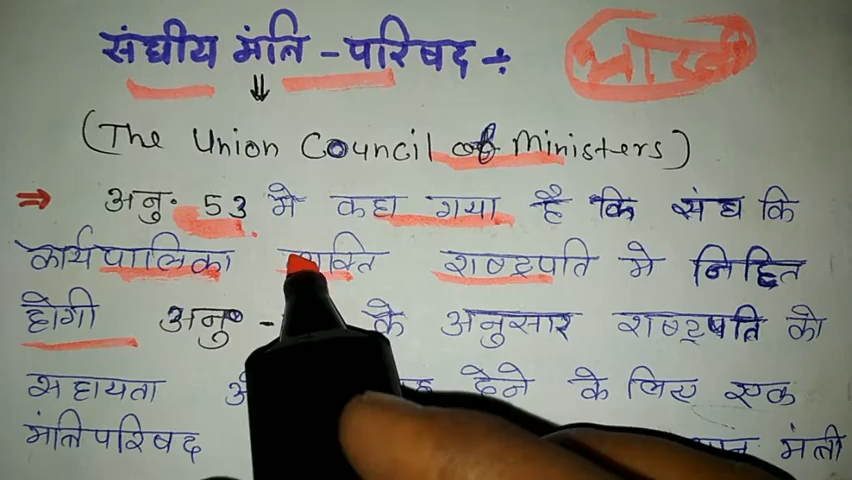 संघीय मंति - परिषद ÷
भारती
(The Union Council of Ministers)
⇒ अनु. 53 मे कहा गया है कि संघ कि
कार्यपालिका शक्ति राष्ट्रपति मे निहित
होगी अनु॰ - के अनुसार राष्ट्रपति को
सहायता देने के लिए एक
मंतिपरिषद मंती